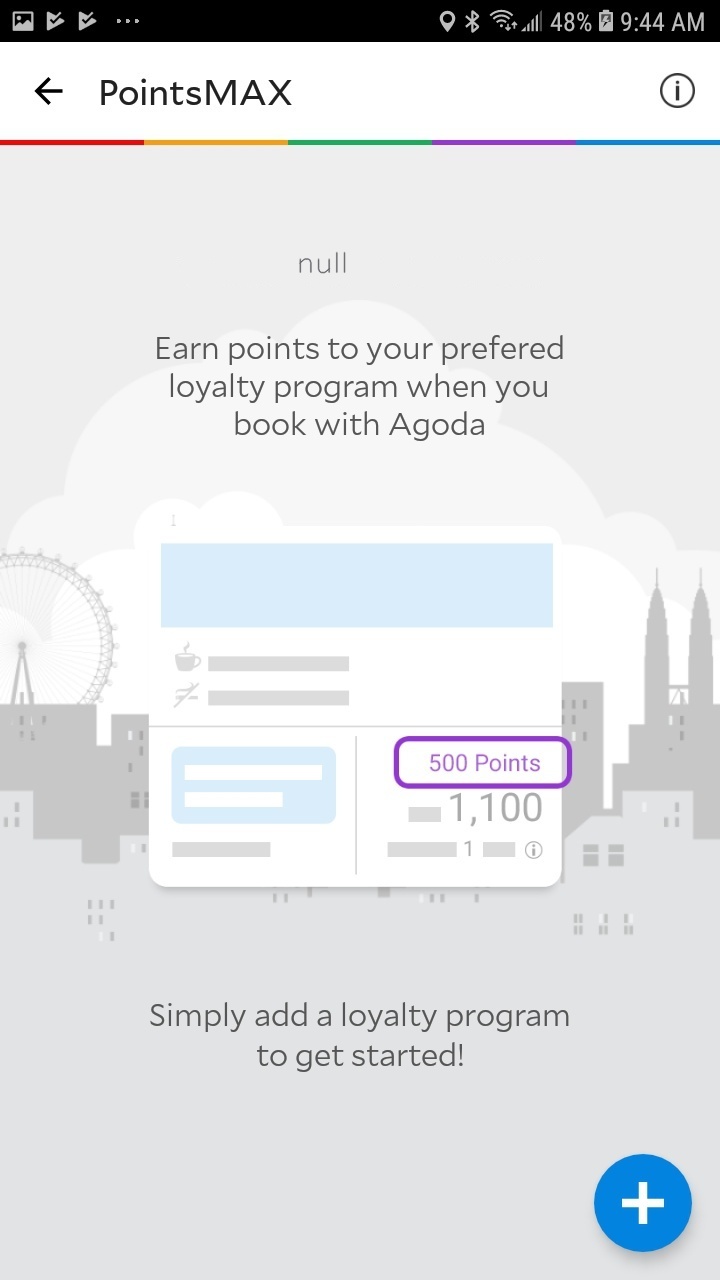 48% 9:44 AM
PointsMAX
null
Earn points to your prefered
loyalty program when you
book with Agoda
500 Points
1,100
1
Simply add a loyalty program
to get started!